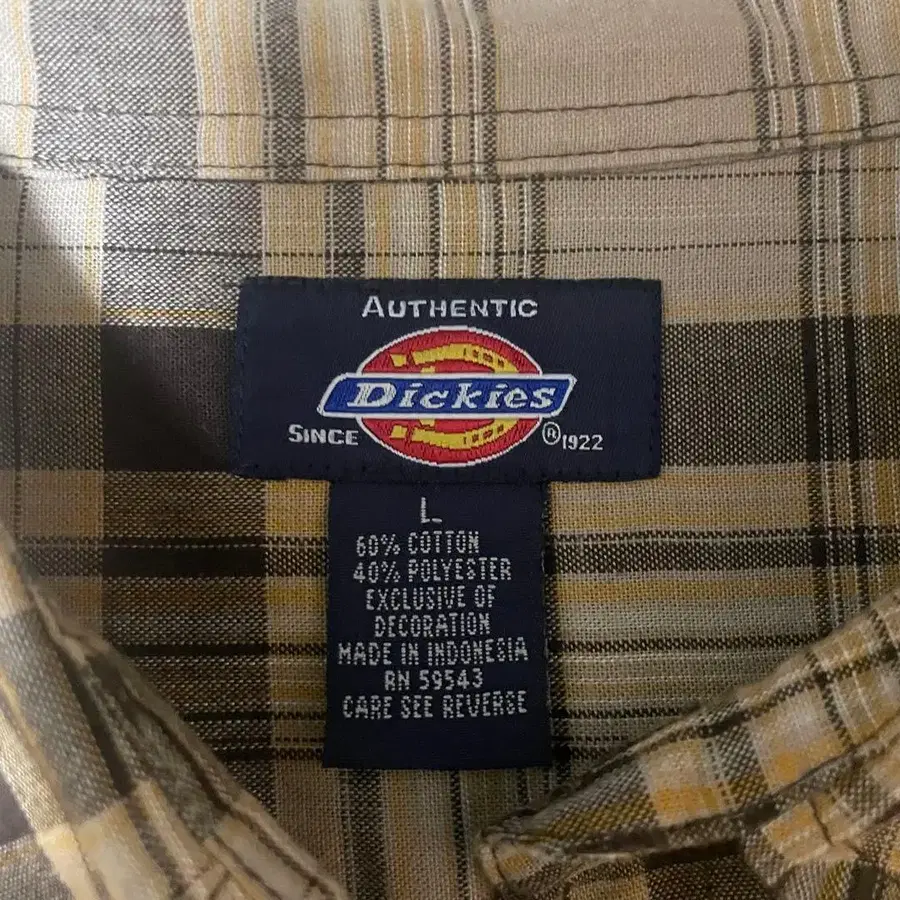 AUTHENTIC
Dickies
SINCE ® 1922
L
60% COTTON
40% POLYESTER
EXCLUSIVE OF
DECORATION
MADE IN INDONESIA
RN 59543
CARE SEE REVERSE